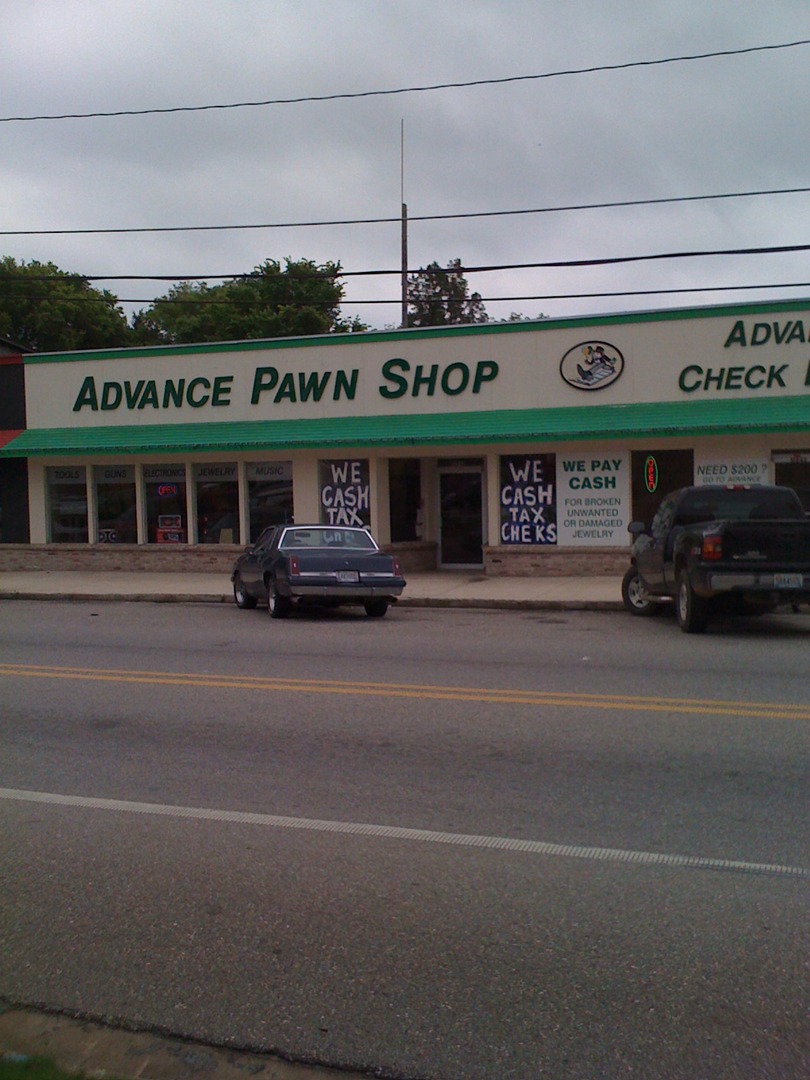 ADVANCE PAWN SHOP
ADVA
CHECK
TOOLS
GUNS
ELECTRONICS
JEWELRY
MUSIC
OPEN
WE
CASH
TAX
WE
CASH
TAX
CHEKS
WE PAY
CASH
FOR BROKEN
UNWANTED
OR DAMAGED
JEWELRY
OPEN
NEED $200 ?
GO TO ADVANCE